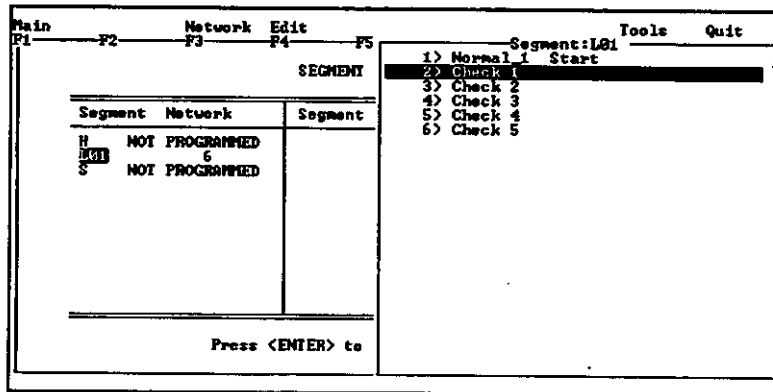 Main Network Edit Tools Quit
F1 F2 F3 F4 F5
Segment:L01
SEGMENT
Segment Network Segment
H NOT PROGRAMMED
L01 6
S NOT PROGRAMMED
Press <ENTER> to
1> Normal_1 Start
2> Check 1
3> Check 2
4> Check 3
5> Check 4
6> Check 5